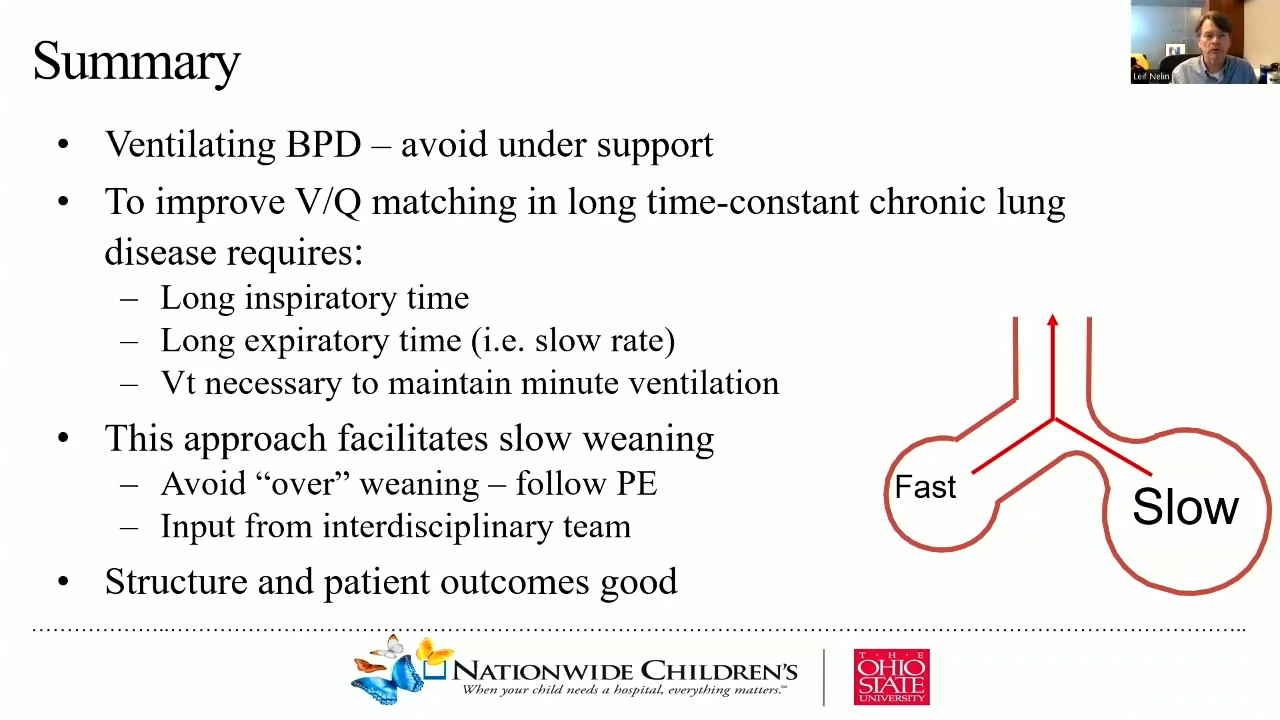 Summary
Leif Nelin
• Ventilating BPD – avoid under support
• To improve V/Q matching in long time-constant chronic lung
disease requires:
– Long inspiratory time
– Long expiratory time (i.e. slow rate)
– Vt necessary to maintain minute ventilation
• This approach facilitates slow weaning
– Avoid “over” weaning – follow PE
– Input from interdisciplinary team
• Structure and patient outcomes good
Fast
Slow
NATIONWIDE CHILDREN'S
When your child needs a hospital, everything matters.℠
THE
OHIO
STATE
UNIVERSITY